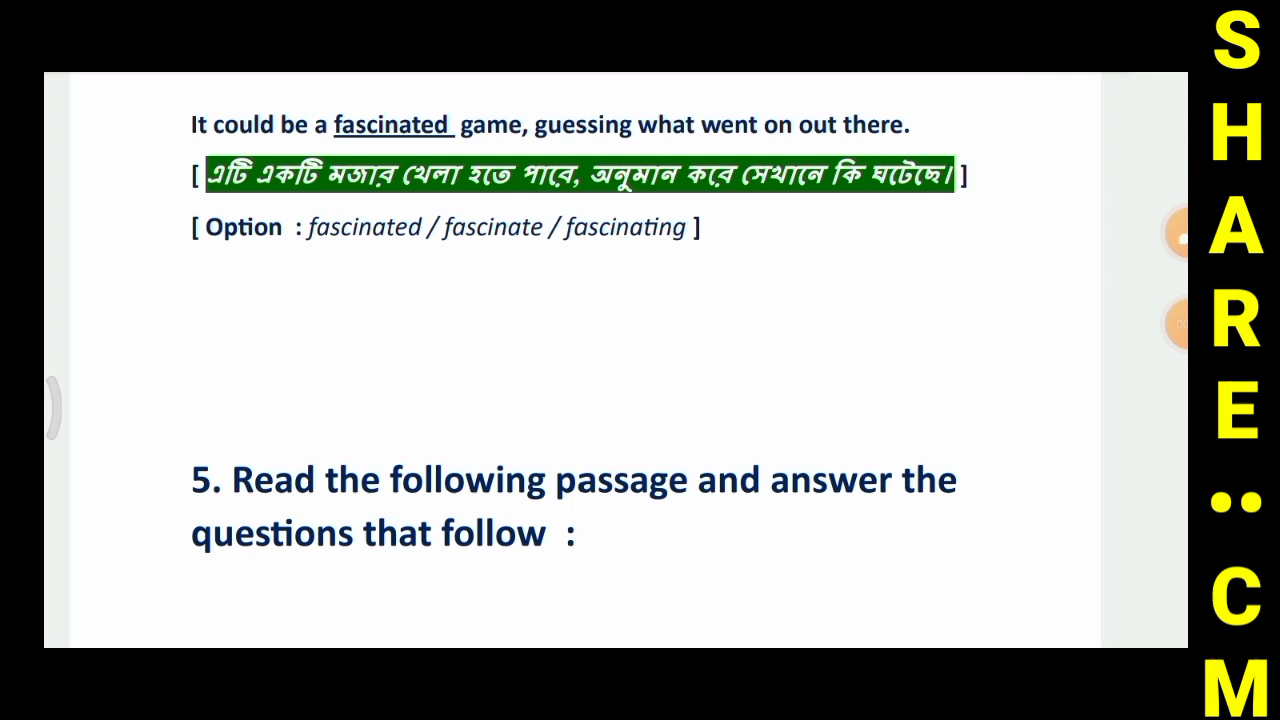 It could be a fascinated game, guessing what went on out there.
[ এটি একটি মজার খেলা হতে পারে, অনুমান করে সেখানে কি ঘটেছে। ]
[ Option : fascinated / fascinate / fascinating ]
5. Read the following passage and answer the
questions that follow :
SHARE••CM